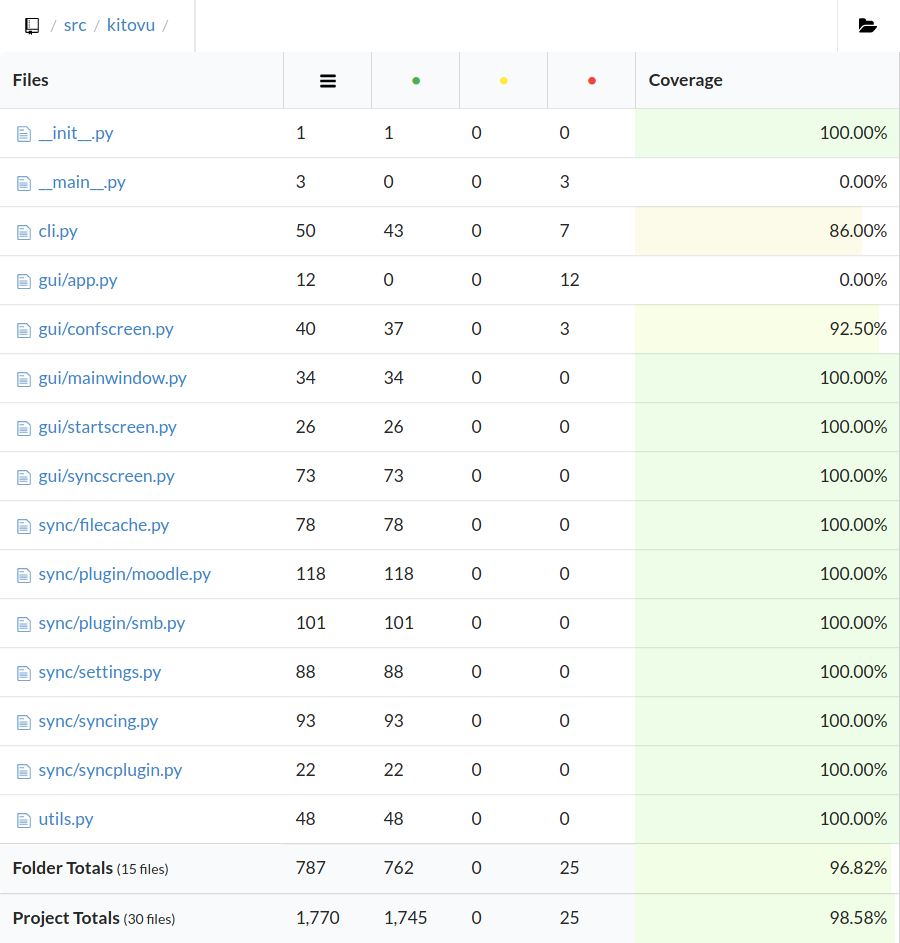 / src / kitovu /
Files Coverage
__init__.py 1 1 0 0 100.00%
__main__.py 3 0 0 3 0.00%
cli.py 50 43 0 7 86.00%
gui/app.py 12 0 0 12 0.00%
gui/confscreen.py 40 37 0 3 92.50%
gui/mainwindow.py 34 34 0 0 100.00%
gui/startscreen.py 26 26 0 0 100.00%
gui/syncscreen.py 73 73 0 0 100.00%
sync/filecache.py 78 78 0 0 100.00%
sync/plugin/moodle.py 118 118 0 0 100.00%
sync/plugin/smb.py 101 101 0 0 100.00%
sync/settings.py 88 88 0 0 100.00%
sync/syncing.py 93 93 0 0 100.00%
sync/syncplugin.py 22 22 0 0 100.00%
utils.py 48 48 0 0 100.00%
Folder Totals (15 files) 787 762 0 25 96.82%
Project Totals (30 files) 1,770 1,745 0 25 98.58%